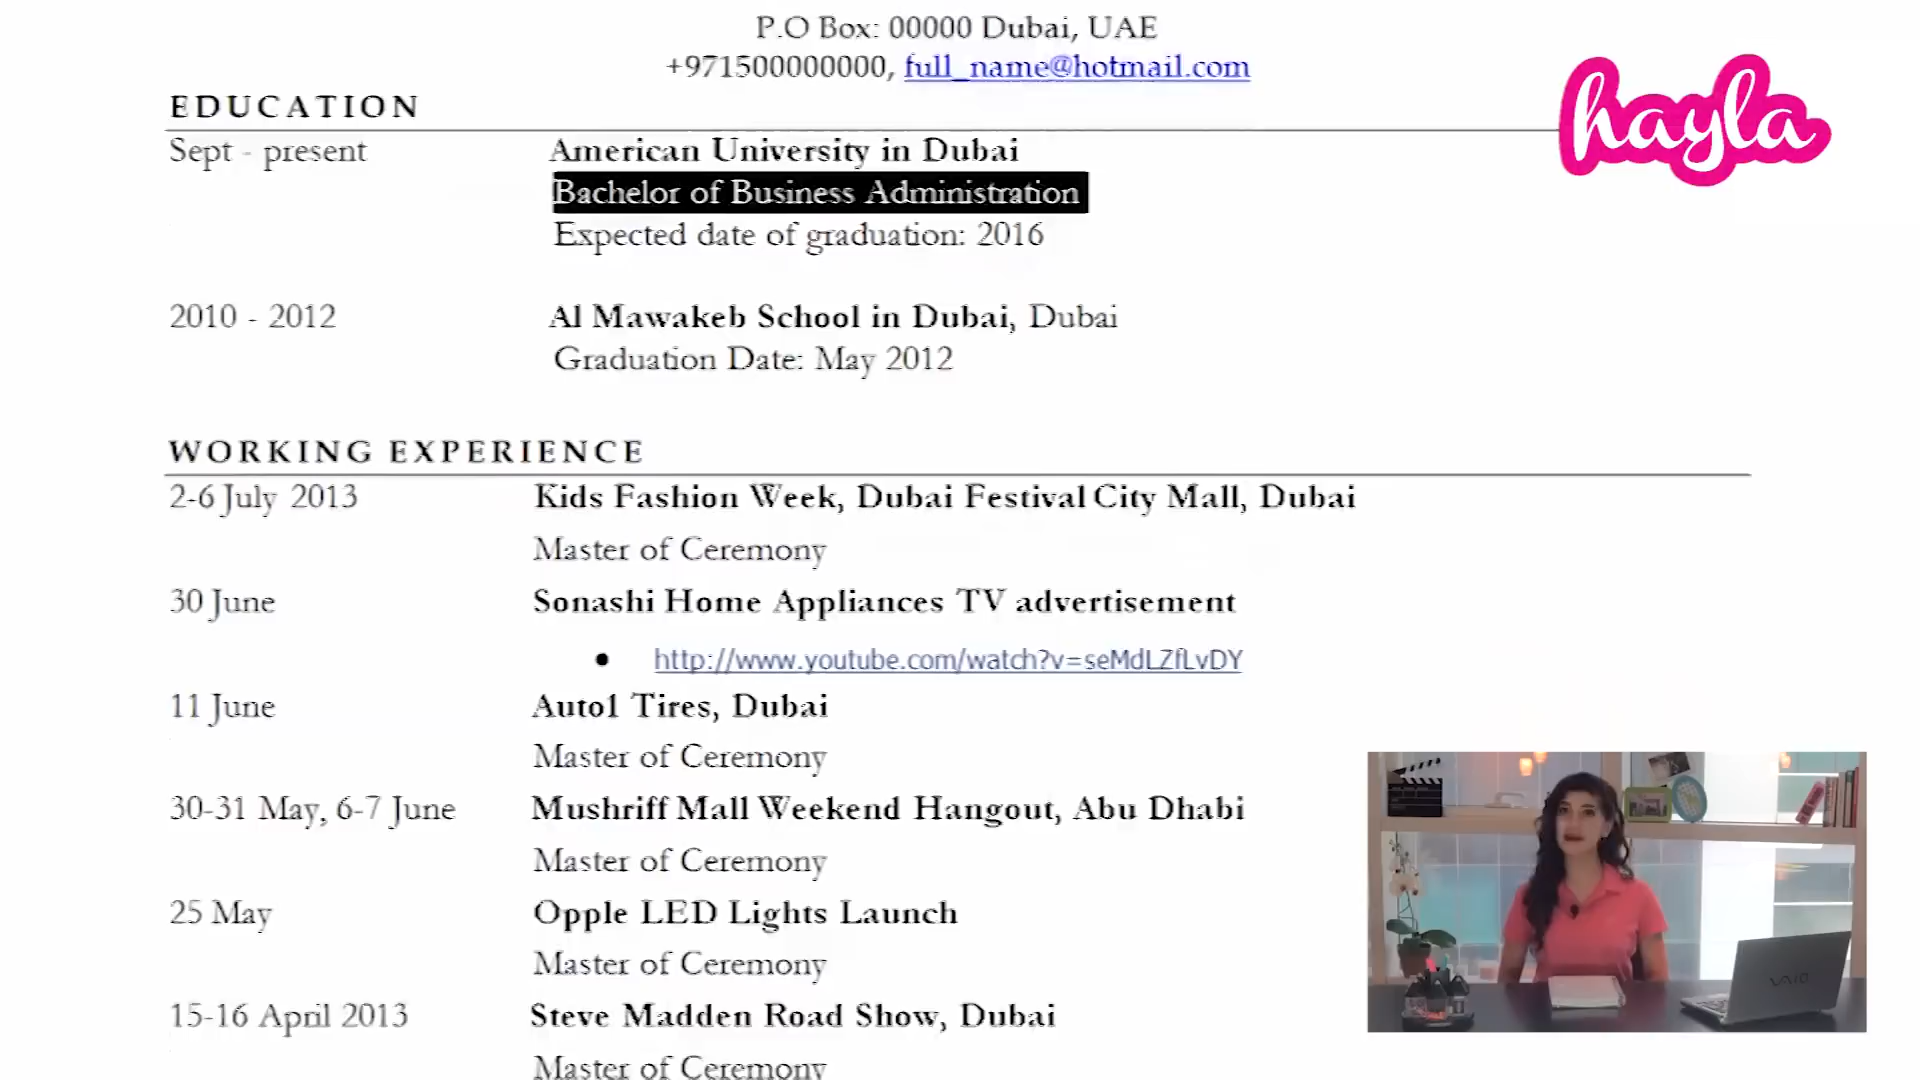 P.O Box: 00000 Dubai, UAE
+971500000000, full_name@hotmail.com
hayla
EDUCATION
Sept - present American University in Dubai
Bachelor of Business Administration
Expected date of graduation: 2016
2010 - 2012 Al Mawakeb School in Dubai, Dubai
Graduation Date: May 2012
WORKING EXPERIENCE
2-6 July 2013 Kids Fashion Week, Dubai Festival City Mall, Dubai
Master of Ceremony
30 June Sonashi Home Appliances TV advertisement
• http://www.youtube.com/watch?v=seMdLZfLvDY
11 June Auto1 Tires, Dubai
Master of Ceremony
30-31 May, 6-7 June Mushriff Mall Weekend Hangout, Abu Dhabi
Master of Ceremony
25 May Opple LED Lights Launch
Master of Ceremony
15-16 April 2013 Steve Madden Road Show, Dubai
Master of Ceremony
VAIO